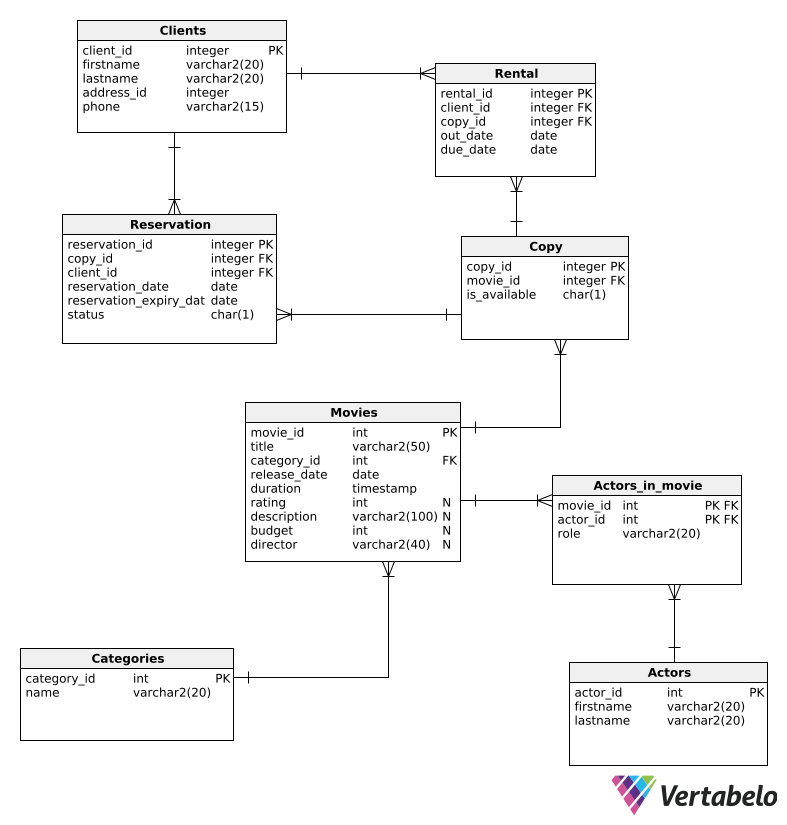 Clients
client_id integer PK
firstname varchar2(20)
lastname varchar2(20)
address_id integer
phone varchar2(15)
Rental
rental_id integer PK
client_id integer FK
copy_id integer FK
out_date date
due_date date
Reservation
reservation_id integer PK
copy_id integer FK
client_id integer FK
reservation_date date
reservation_expiry_dat date
status char(1)
Copy
copy_id integer PK
movie_id integer FK
is_available char(1)
Movies
movie_id int PK
title varchar2(50)
category_id int FK
release_date date
duration timestamp
rating int N
description varchar2(100) N
budget int N
director varchar2(40) N
Actors_in_movie
movie_id int PK FK
actor_id int PK FK
role varchar2(20)
Categories
category_id int PK
name varchar2(20)
Actors
actor_id int PK
firstname varchar2(20)
lastname varchar2(20)
Vertabelo